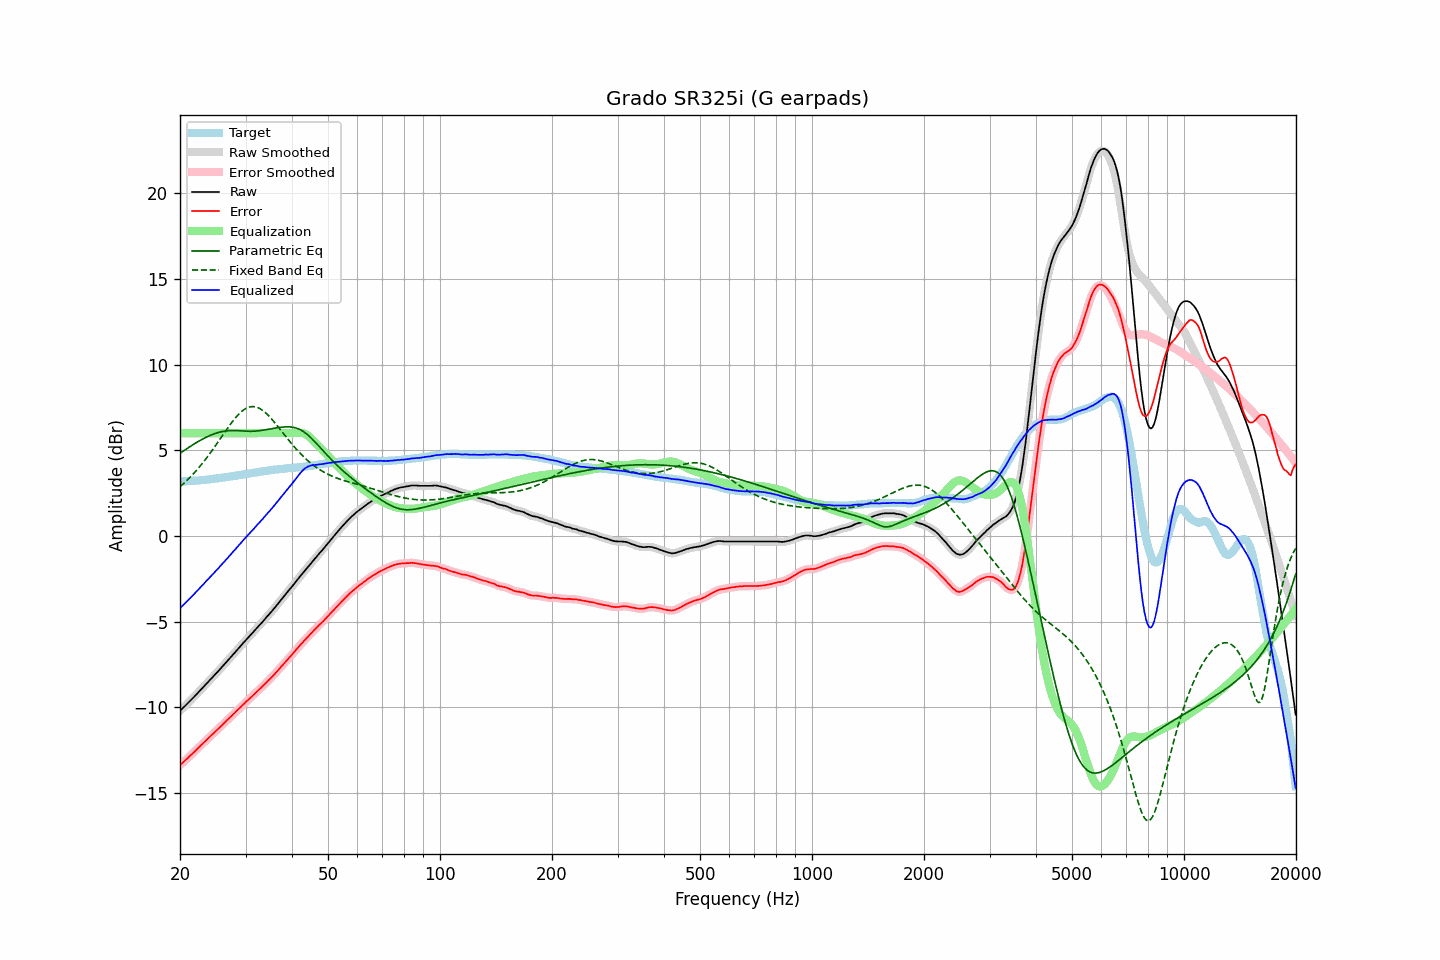 Grado SR325i (G earpads)
Target
Raw Smoothed
Error Smoothed
Raw
Error
Equalization
Parametric Eq
Fixed Band Eq
Equalized
Amplitude (dBr)
20
15
10
5
0
−5
−10
−15
20 50 100 200 500 1000 2000 5000 10000 20000
Frequency (Hz)